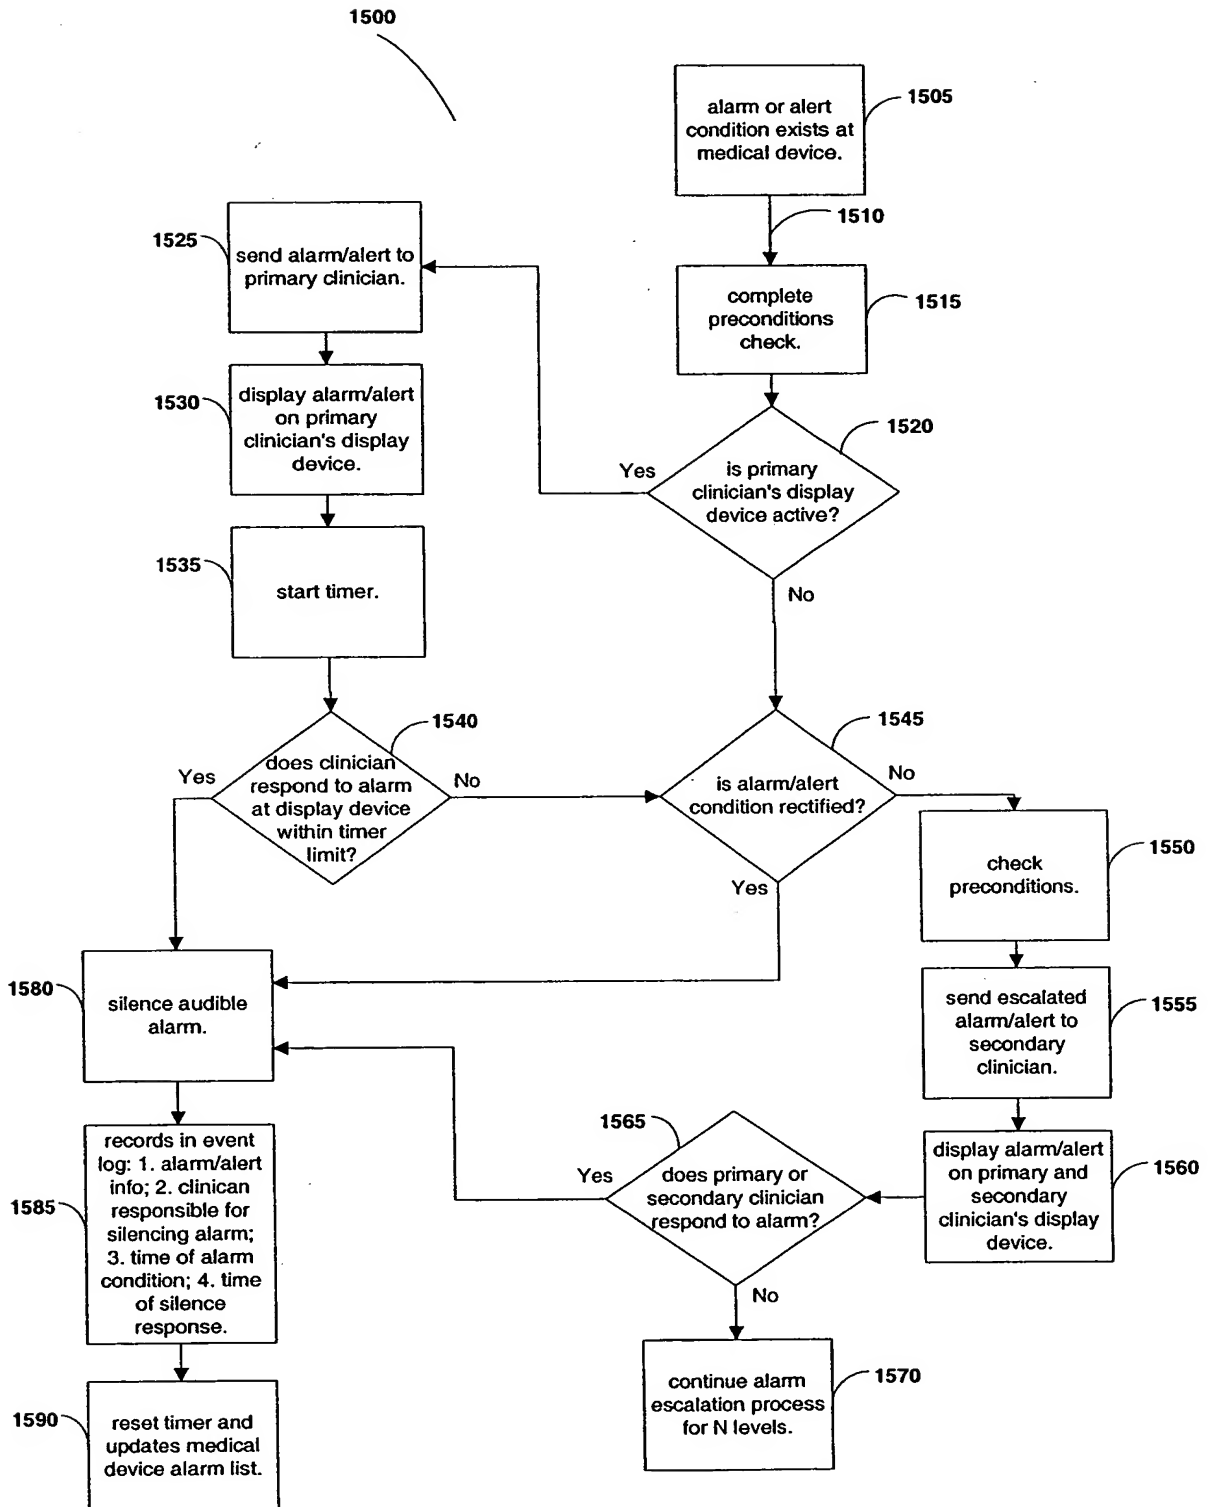 1500
alarm or alert
condition exists at
medical device.
1505
1510
1525
send alarm/alert to
primary clinician.
complete
preconditions
check.
1515
1530
display alarm/alert
on primary
clinician's display
device.
1520
Yes
is primary
clinician's display
device active?
1535
start timer.
No
1540
1545
Yes
does clinician
respond to alarm
at display device
within timer
limit?
No
is alarm/alert
condition rectified?
No
Yes
check
preconditions.
1550
1580
silence audible
alarm.
send escalated
alarm/alert to
secondary
clinician.
1555
1565
Yes
does primary or
secondary clinician
respond to alarm?
display alarm/alert
on primary and
secondary
clinician's display
device.
1560
1585
records in event
log: 1. alarm/alert
info; 2. clinican
responsible for
silencing alarm;
3. time of alarm
condition; 4. time
of silence
response.
No
continue alarm
escalation process
for N levels.
1570
1590
reset timer and
updates medical
device alarm list.